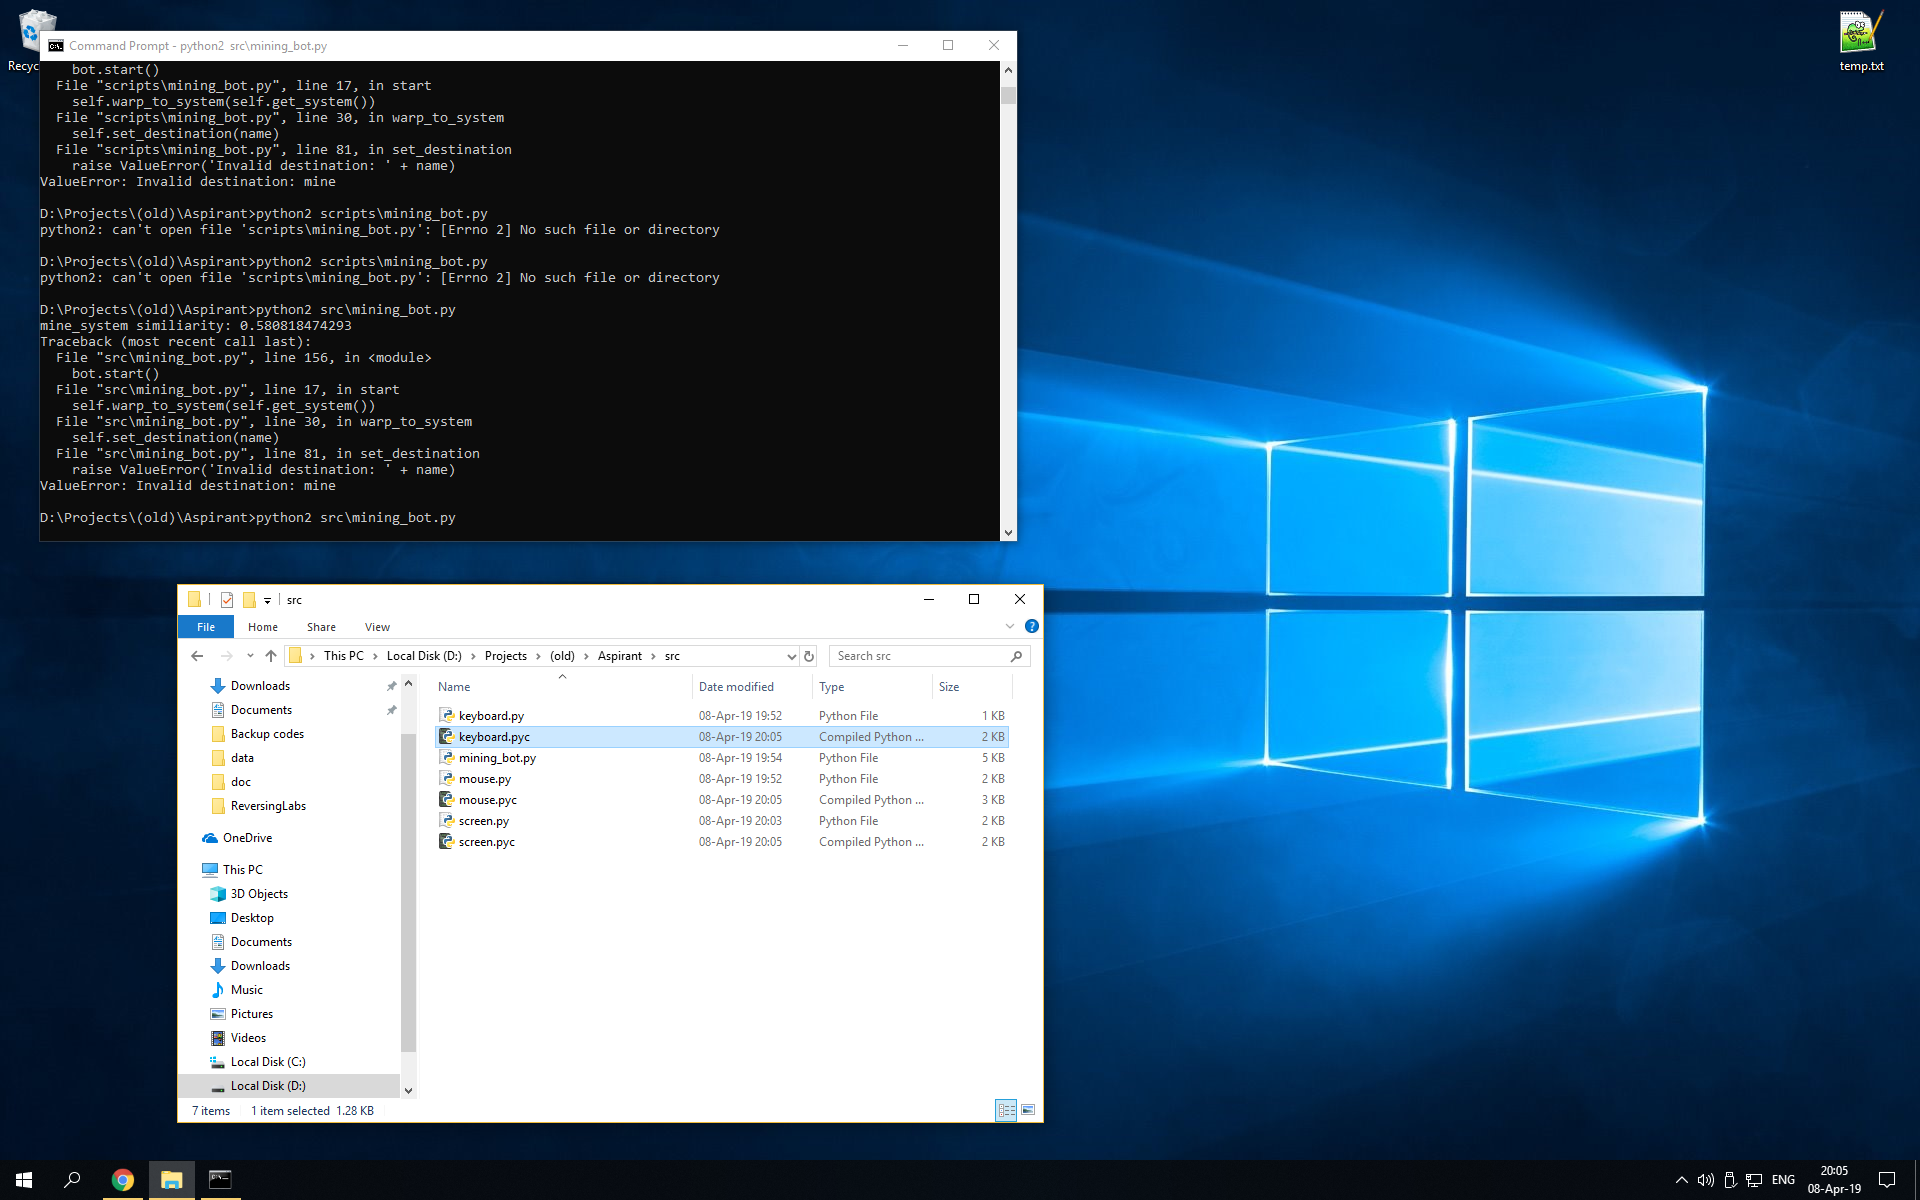 Recyc
temp.txt
Command Prompt - python2  src\mining_bot.py
bot.start()
File "scripts\mining_bot.py", line 17, in start
self.warp_to_system(self.get_system())
File "scripts\mining_bot.py", line 30, in warp_to_system
self.set_destination(name)
File "scripts\mining_bot.py", line 81, in set_destination
raise ValueError('Invalid destination: ' + name)
ValueError: Invalid destination: mine
D:\Projects\(old)\Aspirant>python2 scripts\mining_bot.py
python2: can't open file 'scripts\mining_bot.py': [Errno 2] No such file or directory
D:\Projects\(old)\Aspirant>python2 scripts\mining_bot.py
python2: can't open file 'scripts\mining_bot.py': [Errno 2] No such file or directory
D:\Projects\(old)\Aspirant>python2 src\mining_bot.py
mine_system similiarity: 0.580818474293
Traceback (most recent call last):
File "src\mining_bot.py", line 156, in <module>
bot.start()
File "src\mining_bot.py", line 17, in start
self.warp_to_system(self.get_system())
File "src\mining_bot.py", line 30, in warp_to_system
self.set_destination(name)
File "src\mining_bot.py", line 81, in set_destination
raise ValueError('Invalid destination: ' + name)
ValueError: Invalid destination: mine
D:\Projects\(old)\Aspirant>python2 src\mining_bot.py
src
File Home Share View
This PC > Local Disk (D:) > Projects > (old) > Aspirant > src
Search src
Downloads
Documents
Backup codes
data
doc
ReversingLabs
OneDrive
This PC
3D Objects
Desktop
Documents
Downloads
Music
Pictures
Videos
Local Disk (C:)
Local Disk (D:)
Name Date modified Type Size
keyboard.py 08-Apr-19 19:52 Python File 1 KB
keyboard.pyc 08-Apr-19 20:05 Compiled Python ... 2 KB
mining_bot.py 08-Apr-19 19:54 Python File 5 KB
mouse.py 08-Apr-19 19:52 Python File 2 KB
mouse.pyc 08-Apr-19 20:05 Compiled Python ... 3 KB
screen.py 08-Apr-19 20:03 Python File 2 KB
screen.pyc 08-Apr-19 20:05 Compiled Python ... 2 KB
7 items 1 item selected 1.28 KB
ENG
20:05
08-Apr-19